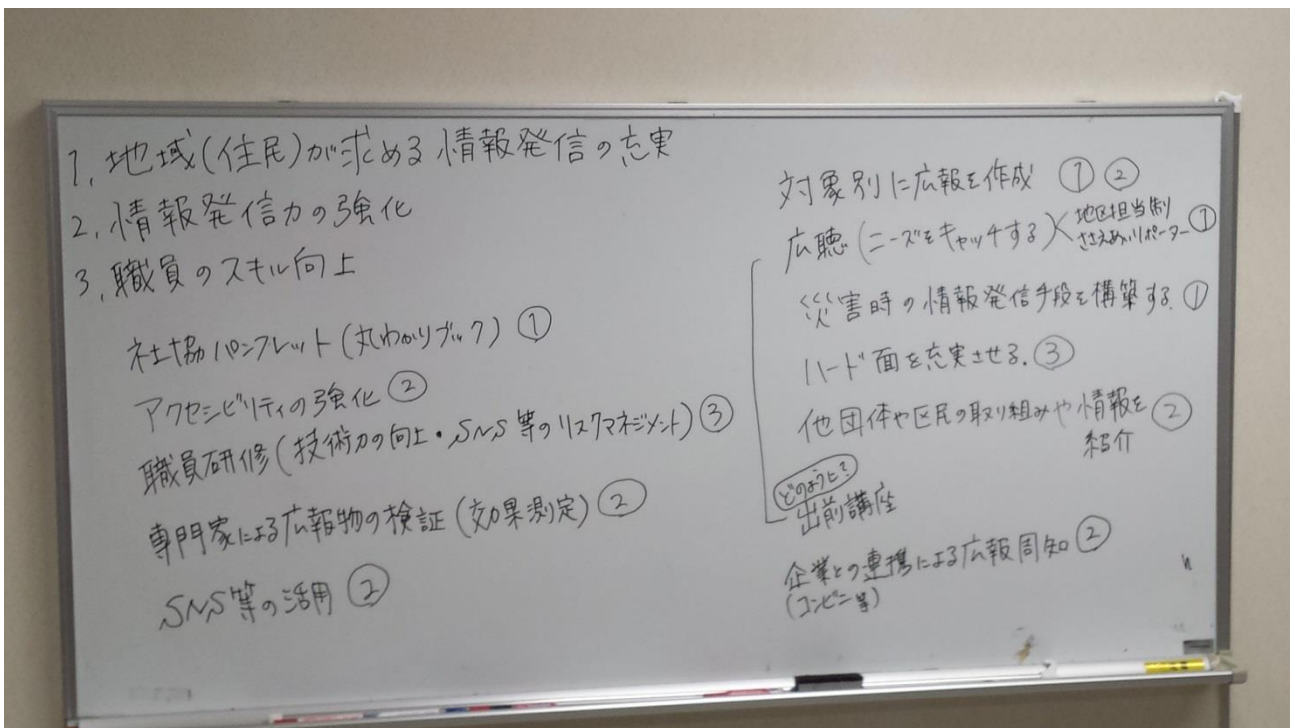 1. 地域(住民)が求める情報発信の充実
2. 情報発信力の強化
3. 職員のスキル向上
社協パンフレット(丸わかりブック) ①
アクセシビリティの強化 ②
職員研修(技術力の向上・SNS等のリスクマネジメント) ③
専門家による広報物の検証(効果測定) ②
SNS等の活用 ②
対象別に広報を作成 ① ②
広聴(ニーズをキャッチする)
地区担当制
ささえあいリポーター ①
災害時の情報発信手段を構築する. ①
ハード面を充実させる. ③
他団体や区民の取り組みや情報を ②
紹介
どのように?
出前講座
企業との連携による広報周知 ②
(コンビニ等)